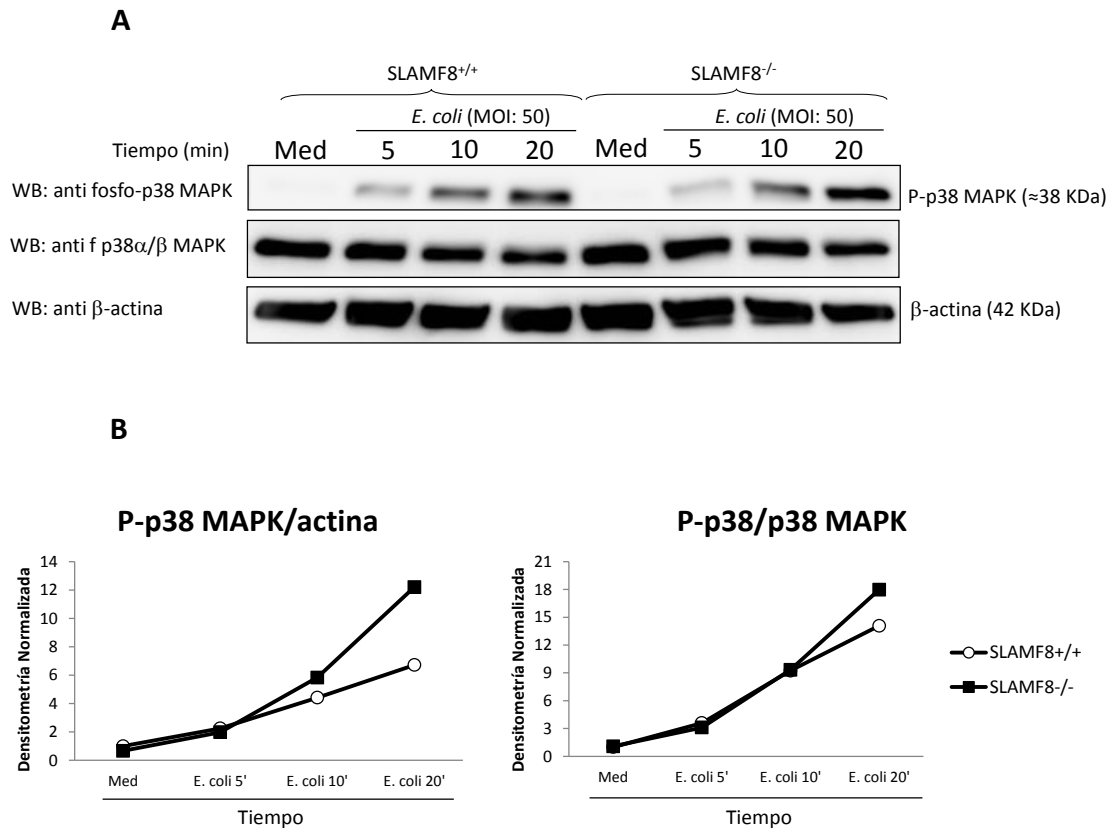 A
SLAMF8+/+ SLAMF8-/-
E. coli (MOI: 50) E. coli (MOI: 50)
Tiempo (min) Med 5 10 20 Med 5 10 20
WB: anti fosfo-p38 MAPK P-p38 MAPK (≈38 KDa)
WB: anti f p38α/β MAPK
WB: anti β-actina β-actina (42 KDa)
B
P-p38 MAPK/actina
Densitometría Normalizada
14
12
10
8
6
4
2
0
Med E. coli 5' E. coli 10' E. coli 20'
Tiempo
P-p38/p38 MAPK
Densitometría Normalizada
21
18
15
12
9
6
3
0
Med E. coli 5' E. coli 10' E. coli 20'
Tiempo
SLAMF8+/+
SLAMF8-/-